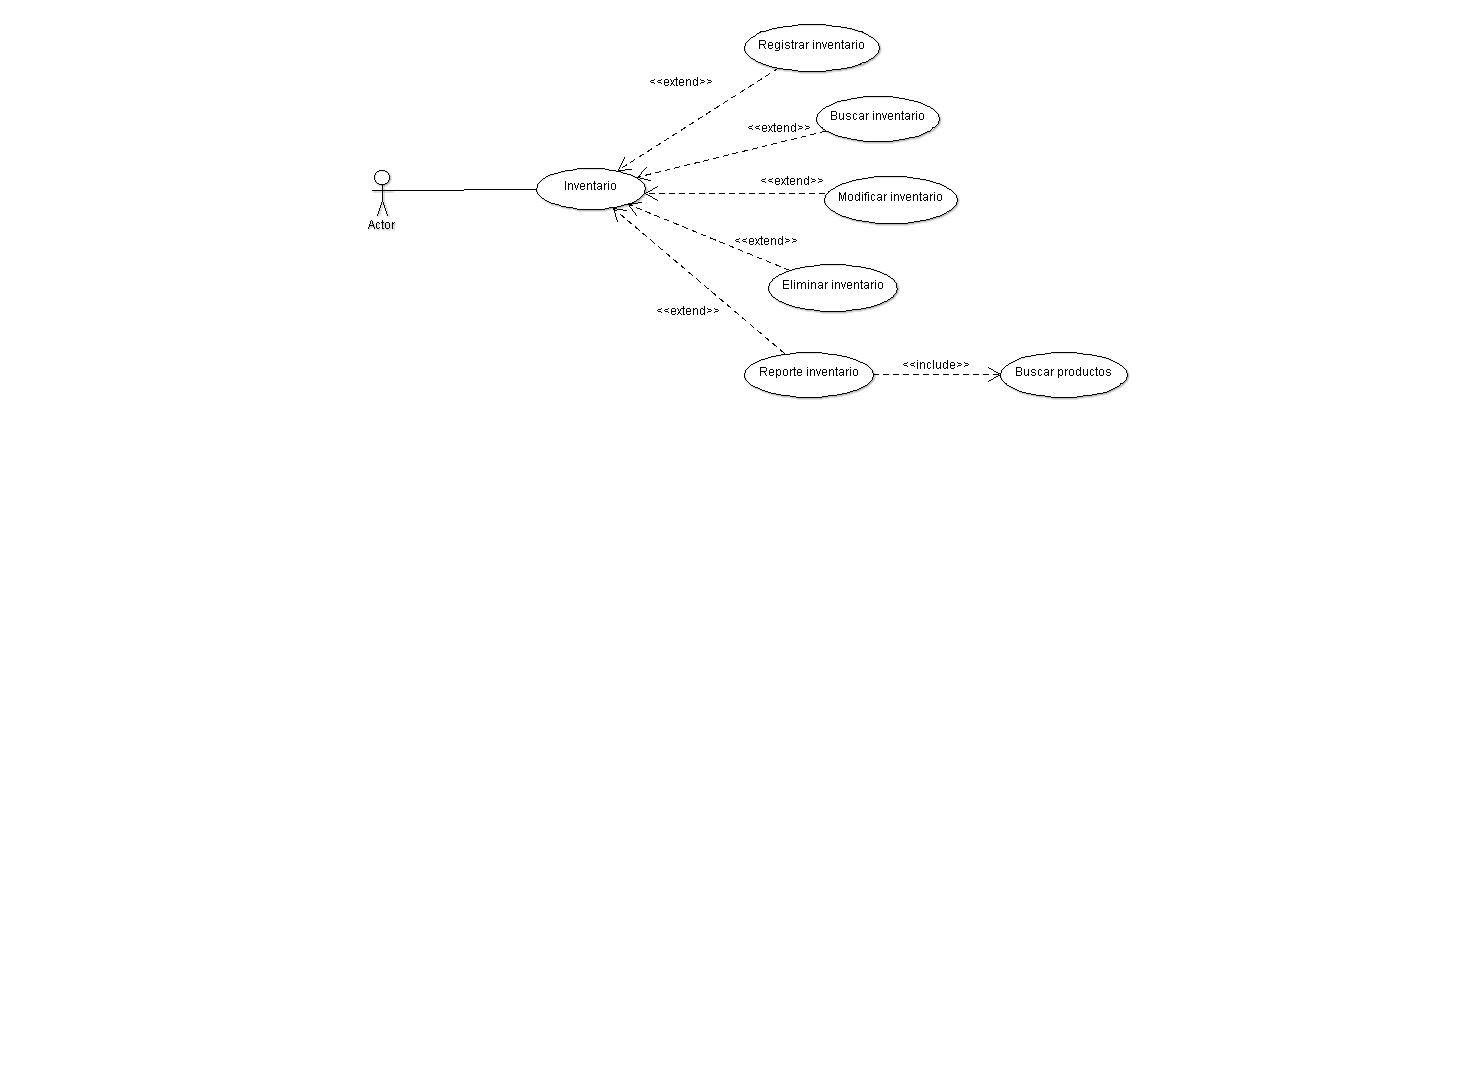 Registrar inventario
<<extend>>
Buscar inventario
<<extend>>
<<extend>>
Inventario
Modificar inventario
Actor
<<extend>>
Eliminar inventario
<<extend>>
<<include>>
Reporte inventario
Buscar productos